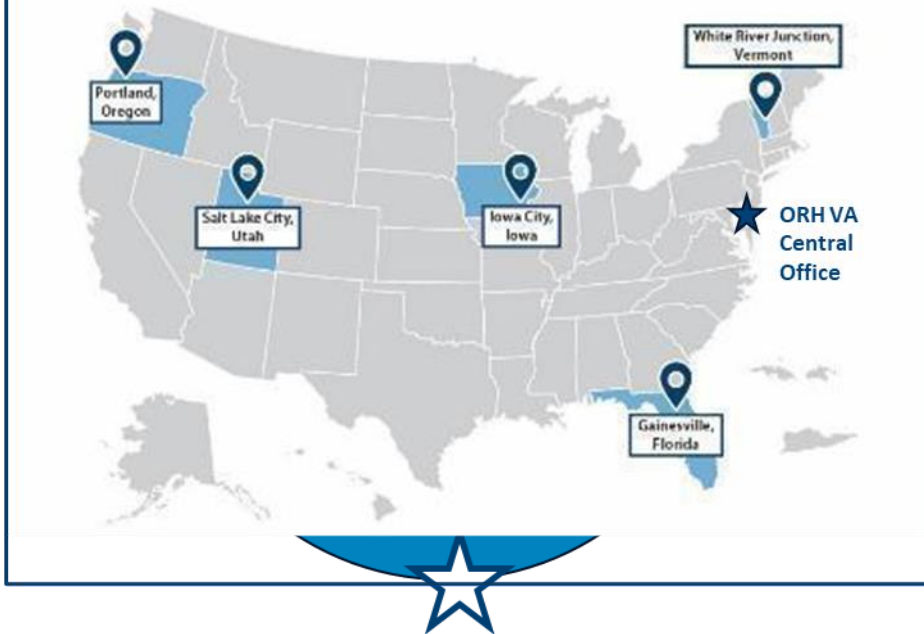 White River Junction,
Vermont
Portland,
Oregon
Salt Lake City,
Utah
Iowa City,
Iowa
ORH VA
Central
Office
Gainesville,
Florida